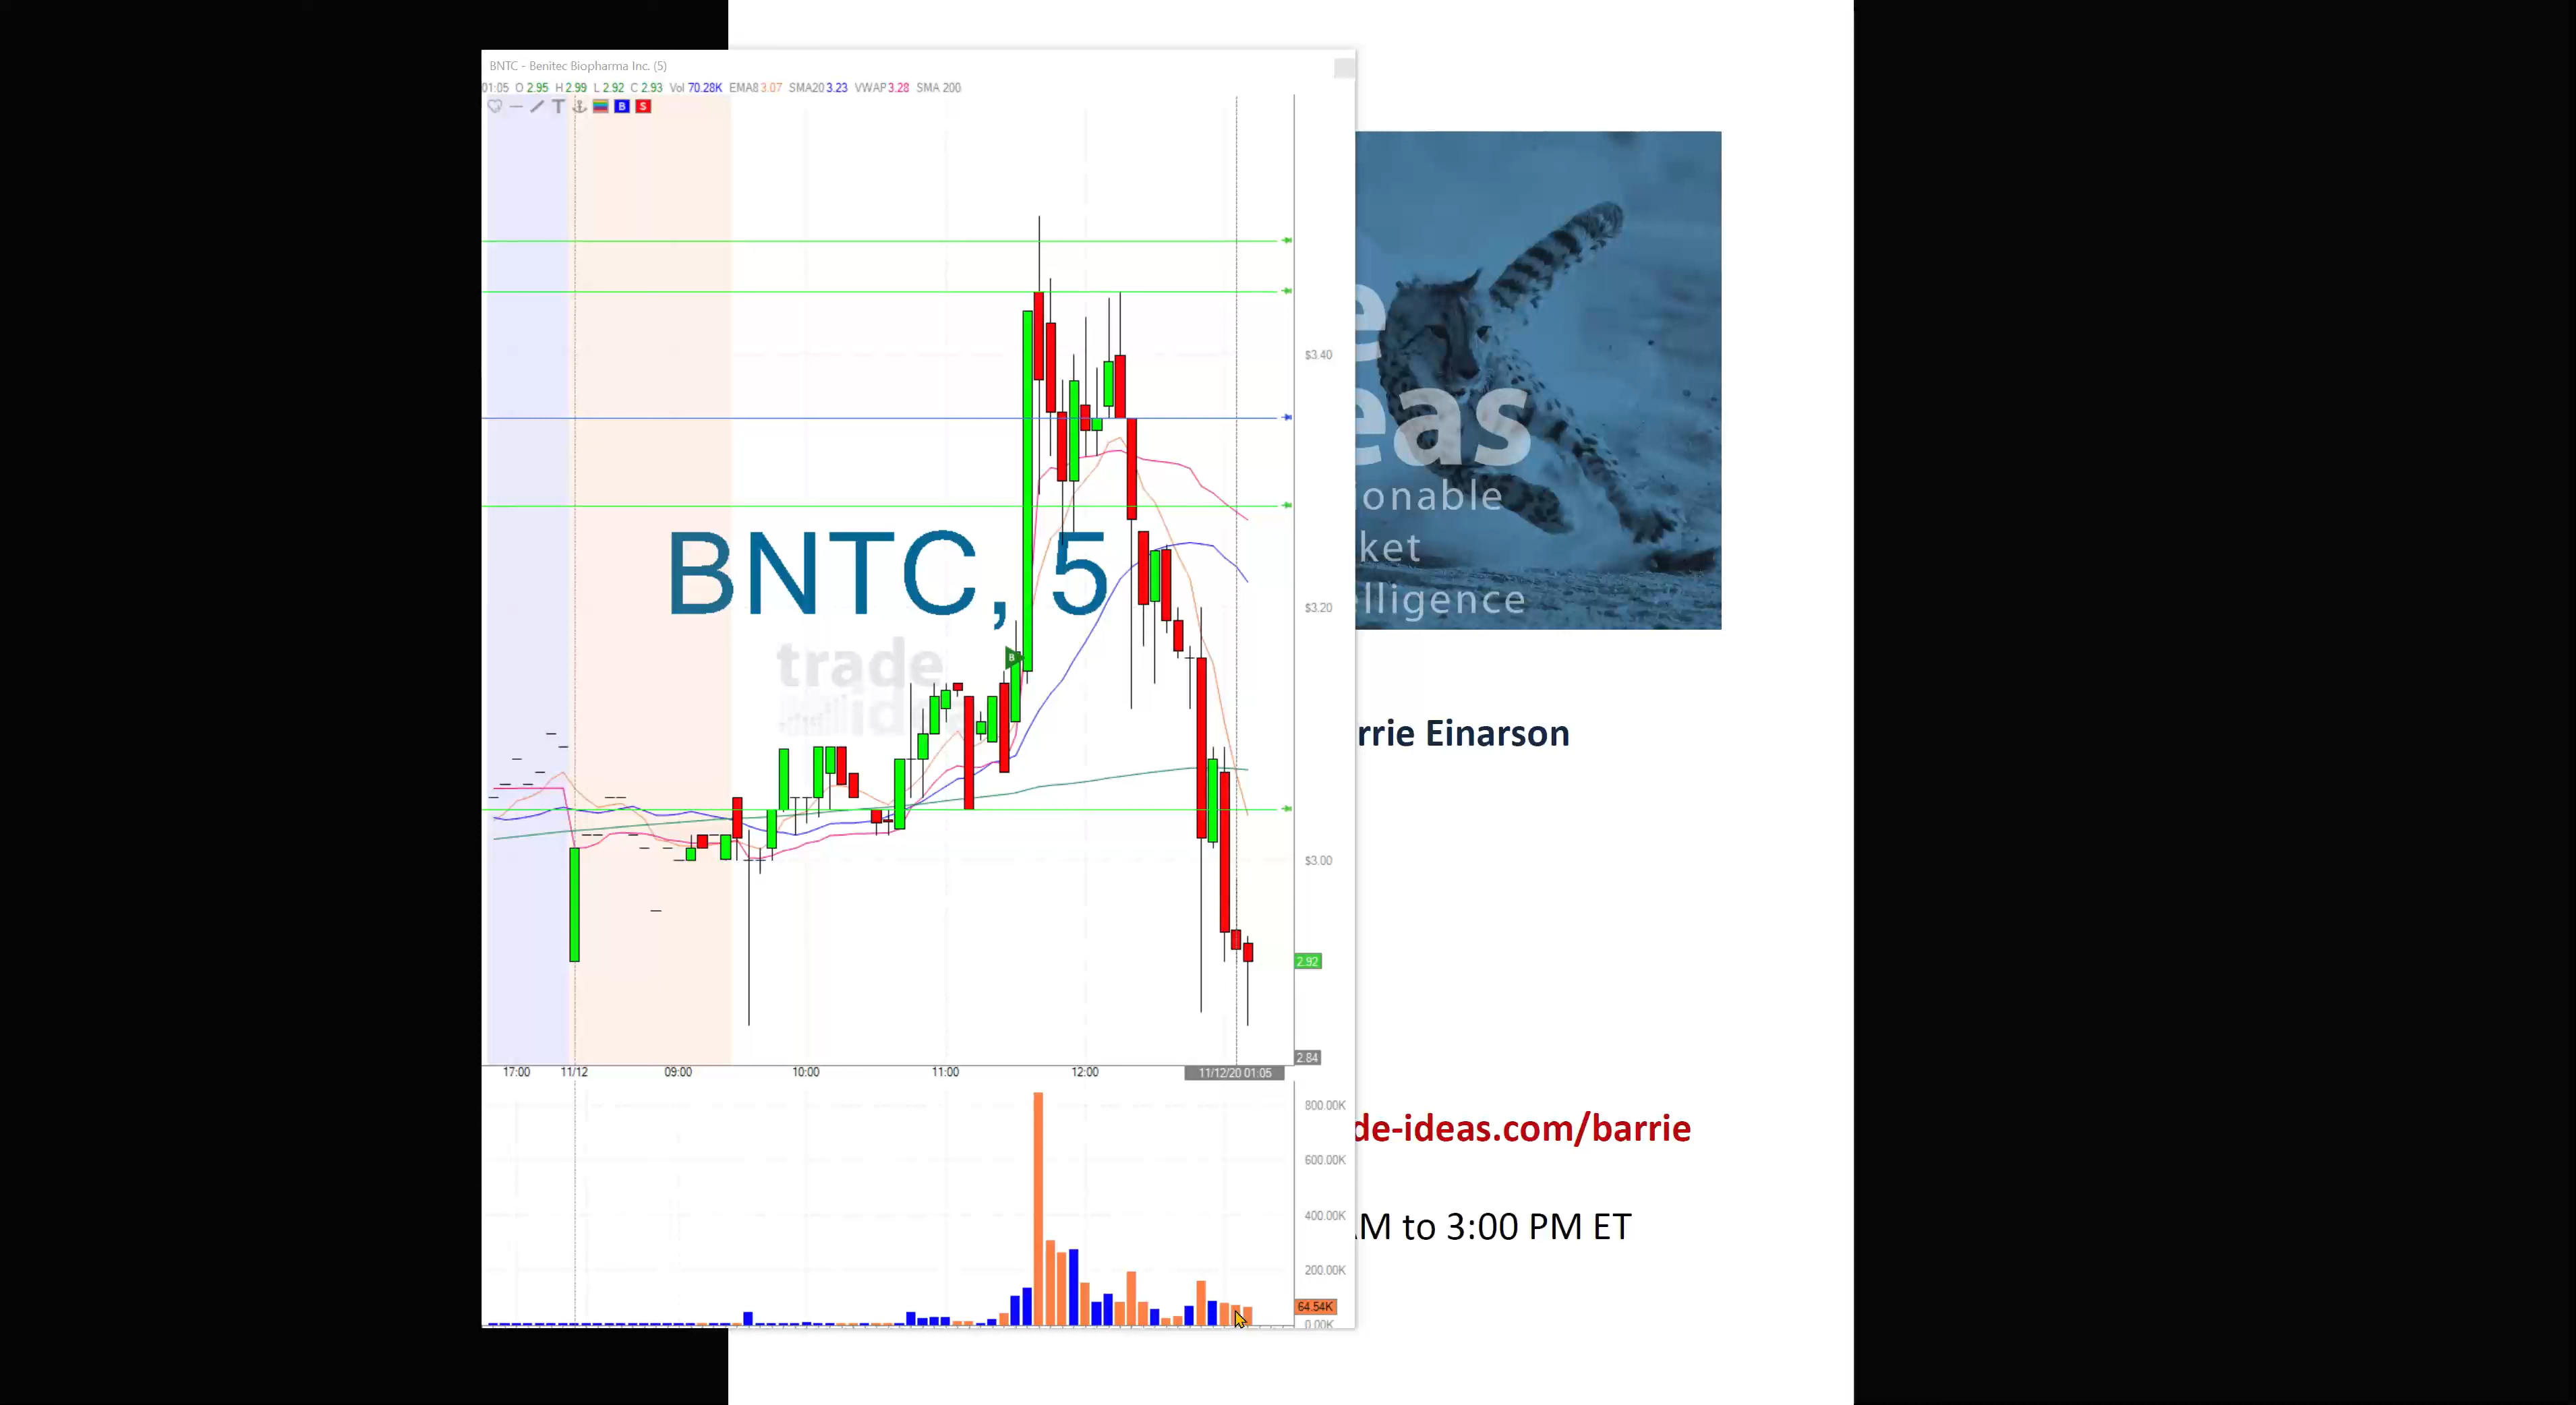 BNTC - Benitec Biopharma Inc. (5)
01:05 O 2.95 H 2.99 L 2.92 C 2.93 Vol 70.28K EMA8 3.07 SMA20 3.23 VWAP 3.28 SMA 200
T B S
$3.40
e
eas
ionable
ket
lligence
BNTC, 5
$3.20
B
trade
idea
rrie Einarson
$3.00
2.92
2.84
17:00 11/12 09:00 10:00 11:00 12:00 11/12/20 01:05
800.00K
de-ideas.com/barrie
600.00K
400.00K
AM to 3:00 PM ET
200.00K
64.54K
0.00K